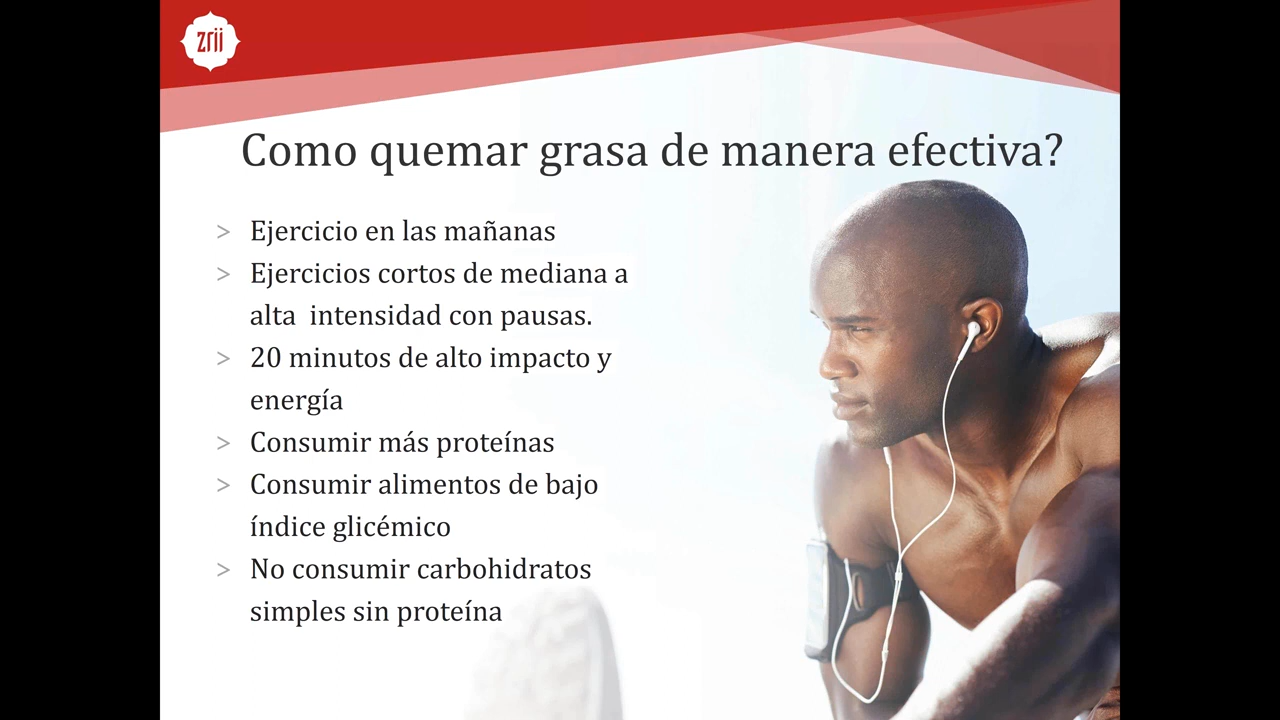 zrii
Como quemar grasa de manera efectiva?
> Ejercicio en las mañanas
> Ejercicios cortos de mediana a
alta  intensidad con pausas.
> 20 minutos de alto impacto y
energía
> Consumir más proteínas
> Consumir alimentos de bajo
índice glicémico
> No consumir carbohidratos
simples sin proteína